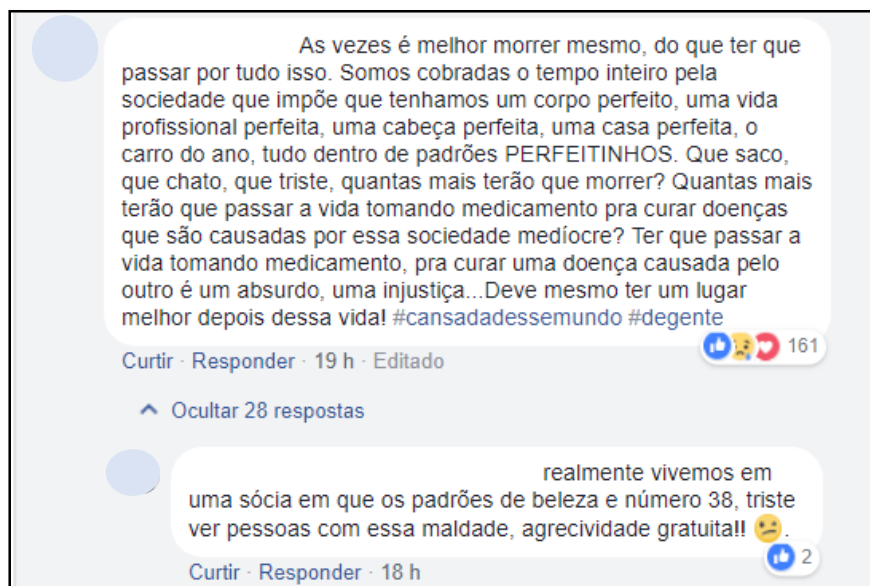 As vezes é melhor morrer mesmo, do que ter que
passar por tudo isso. Somos cobradas o tempo inteiro pela
sociedade que impõe que tenhamos um corpo perfeito, uma vida
profissional perfeita, uma cabeça perfeita, uma casa perfeita, o
carro do ano, tudo dentro de padrões PERFEITINHOS. Que saco,
que chato, que triste, quantas mais terão que morrer? Quantas mais
terão que passar a vida tomando medicamento pra curar doenças
que são causadas por essa sociedade medíocre? Ter que passar a
vida tomando medicamento, pra curar uma doença causada pelo
outro é um absurdo, uma injustiça...Deve mesmo ter um lugar
melhor depois dessa vida! #cansadadessemundo #degente
161
Curtir · Responder · 19 h · Editado
Ocultar 28 respostas
realmente vivemos em
uma sócia em que os padrões de beleza e número 38, triste
ver pessoas com essa maldade, agrecividade gratuita!! 😕.
2
Curtir · Responder · 18 h